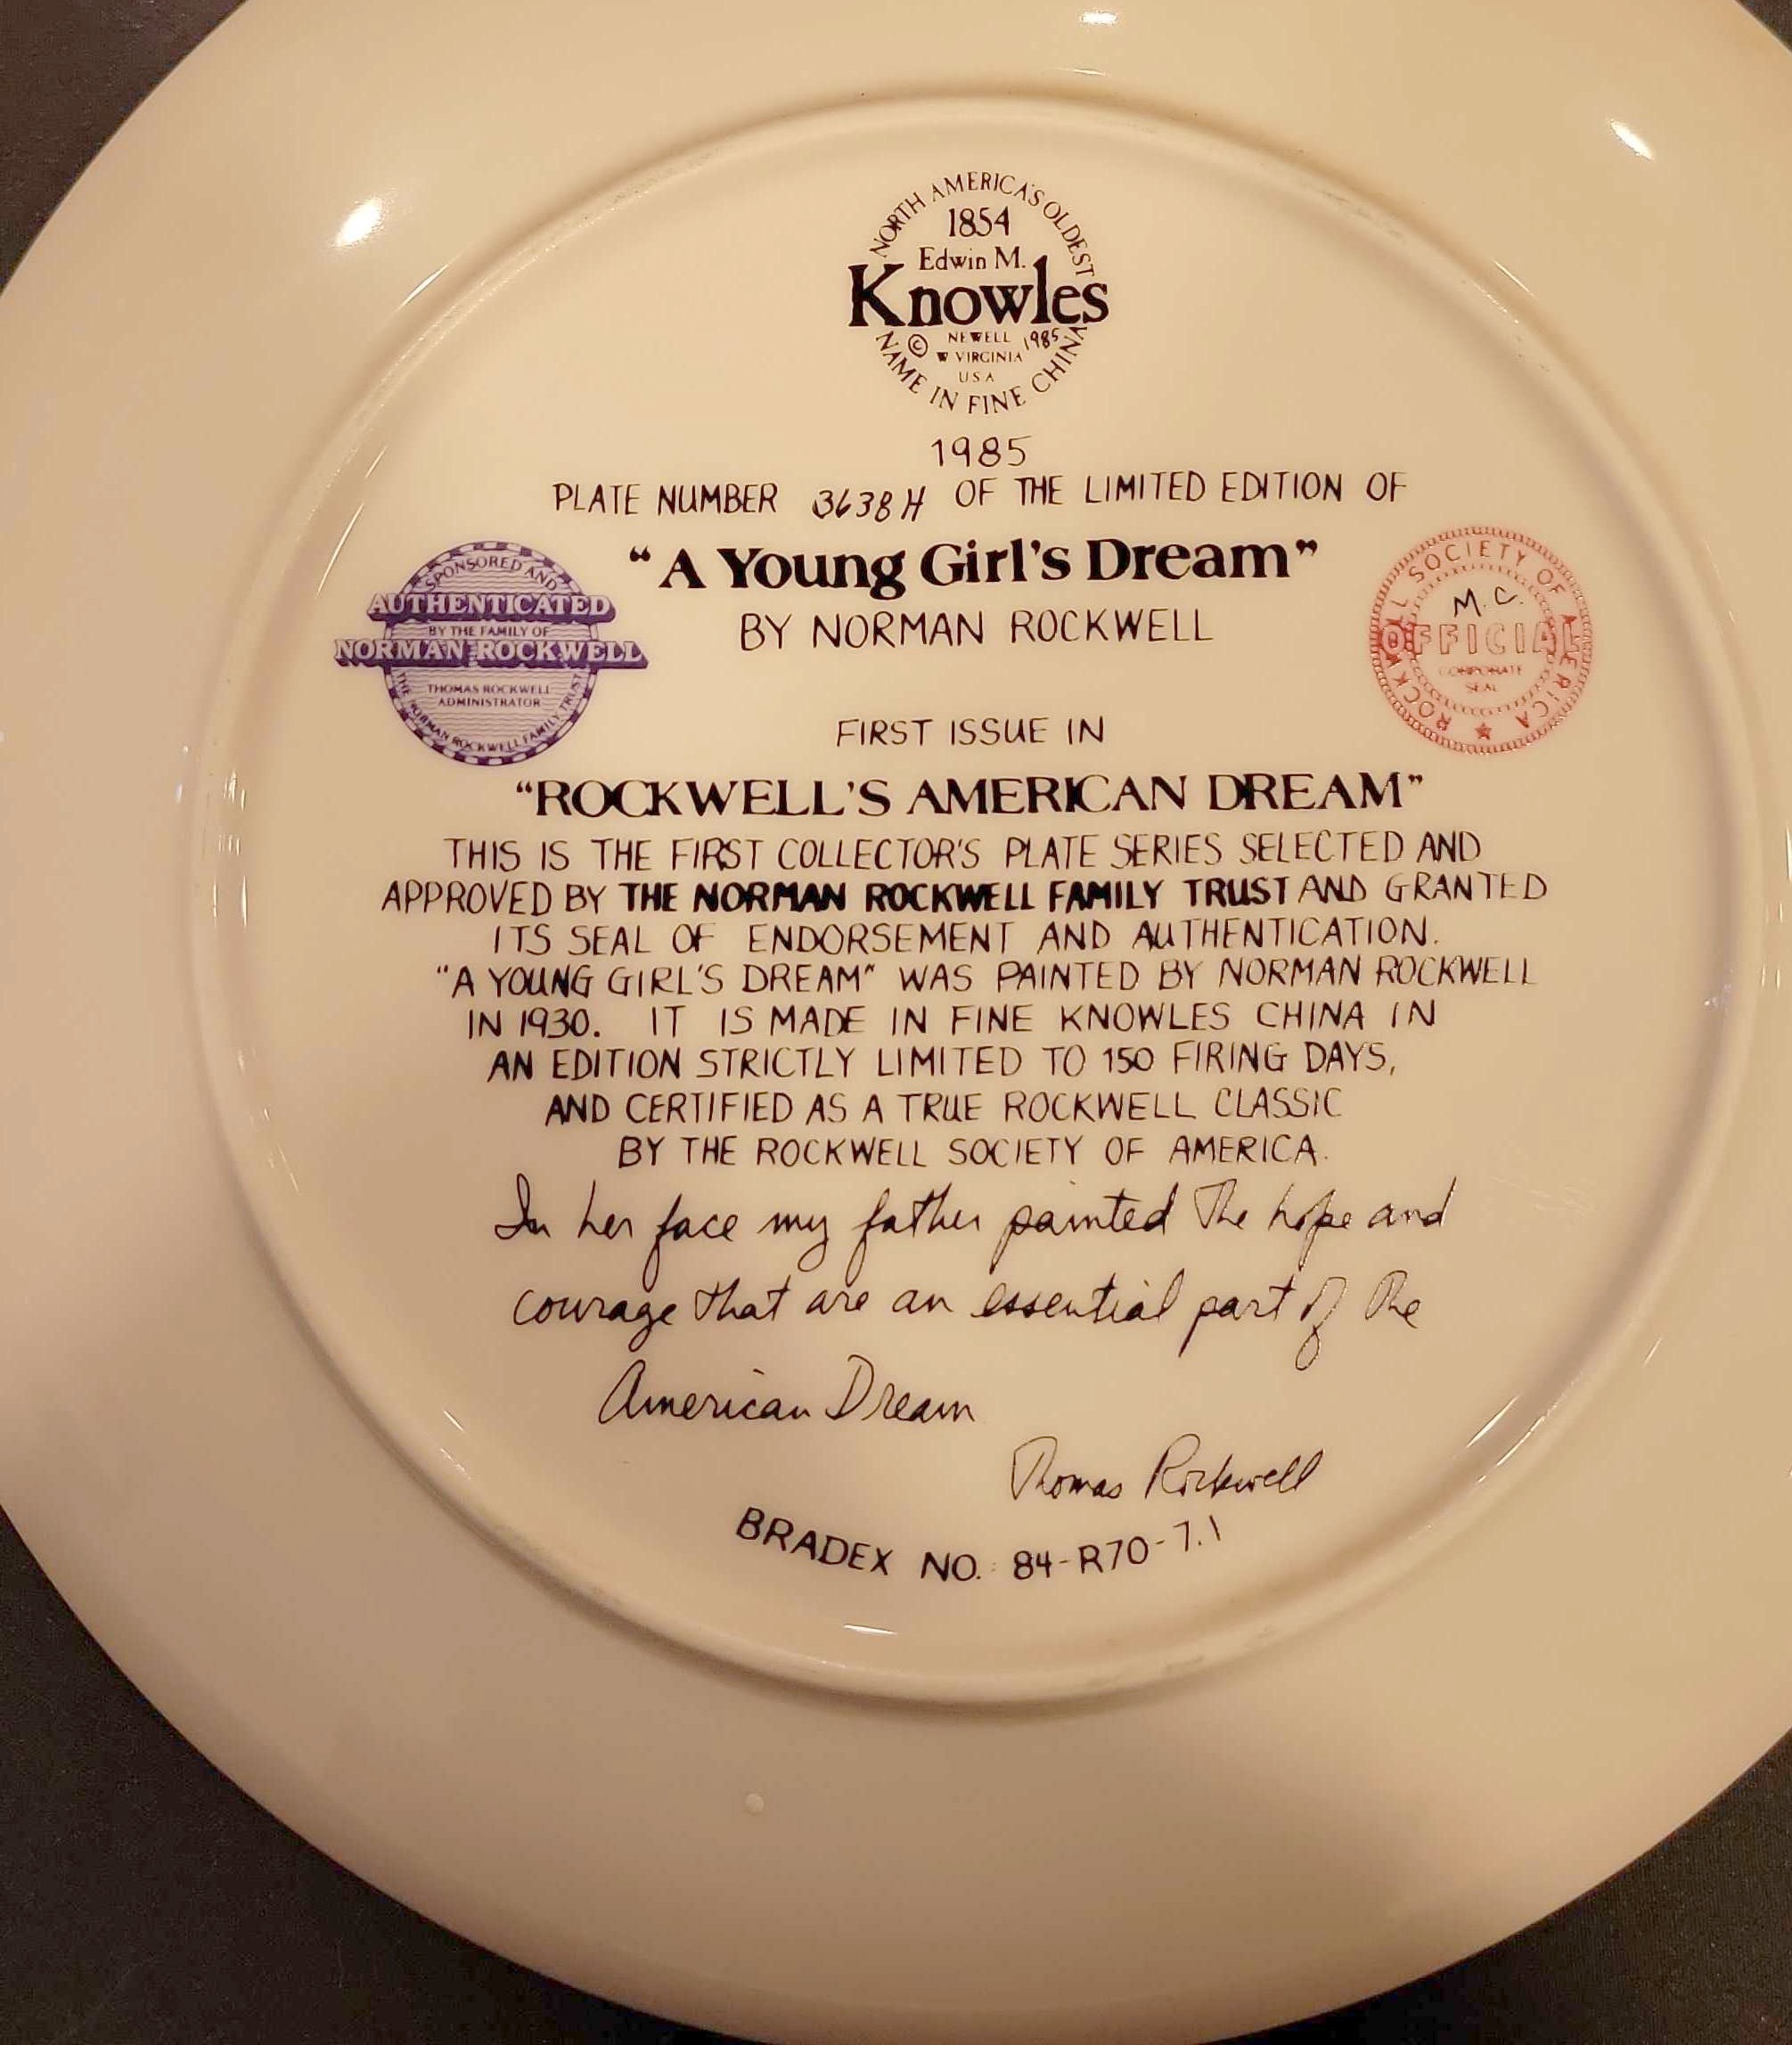 NORTH AMERICA'S OLDEST
1854
Edwin M.
Knowles
© NEWELL 1985
W VIRGINIA
USA
NAME IN FINE CHINA
1985
PLATE NUMBER 3638H OF THE LIMITED EDITION OF
"A Young Girl's Dream"
BY NORMAN ROCKWELL
SPONSORED AND
AUTHENTICATED
BY THE FAMILY OF
NORMAN ROCKWELL
THOMAS ROCKWELL
ADMINISTRATOR
THE NORMAN ROCKWELL FAMILY TRUST
ROCKWELL SOCIETY OF AMERICA
M.C.
OFFICIAL
CORPORATE
SEAL
FIRST ISSUE IN
"ROCKWELL'S AMERICAN DREAM"
THIS IS THE FIRST COLLECTOR'S PLATE SERIES SELECTED AND
APPROVED BY THE NORMAN ROCKWELL FAMILY TRUST AND GRANTED
ITS SEAL OF ENDORSEMENT AND AUTHENTICATION.
"A YOUNG GIRL'S DREAM" WAS PAINTED BY NORMAN ROCKWELL
IN 1930. IT IS MADE IN FINE KNOWLES CHINA IN
AN EDITION STRICTLY LIMITED TO 150 FIRING DAYS,
AND CERTIFIED AS A TRUE ROCKWELL CLASSIC
BY THE ROCKWELL SOCIETY OF AMERICA.
In her face my father painted the hope and
courage that are an essential part of the
American Dream
Thomas Rockwell
BRADEX NO. 84-R70-7.1